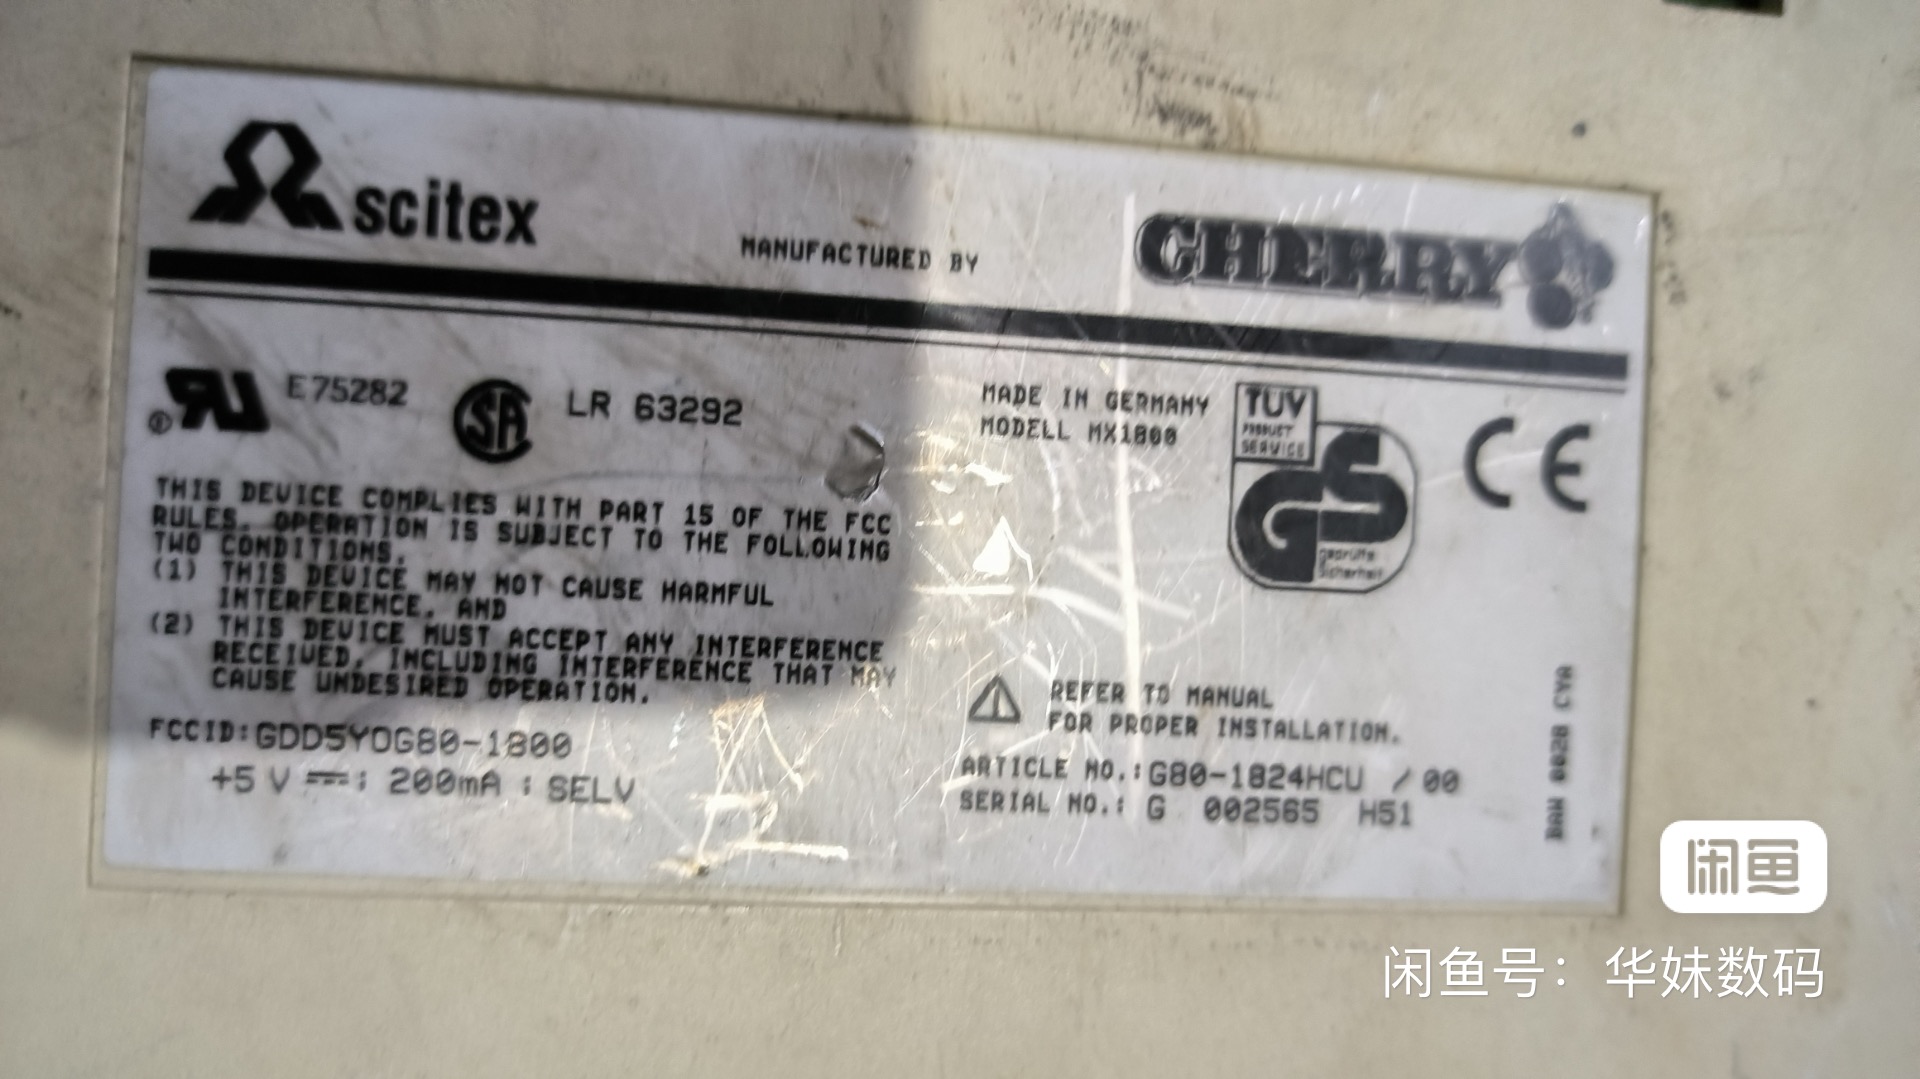 scitex
MANUFACTURED BY
CHERRY
E75282
LR 63292
MADE IN GERMANY
MODELL MX1800
TÜV
PRODUCT
SERVICE
GS
geprüfte
Sicherheit
CE
THIS DEVICE COMPLIES WITH PART 15 OF THE FCC
RULES. OPERATION IS SUBJECT TO THE FOLLOWING
TWO CONDITIONS.
(1) THIS DEVICE MAY NOT CAUSE HARMFUL
INTERFERENCE. AND
(2) THIS DEVICE MUST ACCEPT ANY INTERFERENCE
RECEIVED, INCLUDING INTERFERENCE THAT MAY
CAUSE UNDESIRED OPERATION.
FCCID:GDD5YOG80-1800
+5 V ⎓; 200mA ; SELV
REFER TO MANUAL
FOR PROPER INSTALLATION.
ARTICLE NO.:G80-1824HCU / 00
SERIAL NO.: G 002565 H51
闲鱼
闲鱼号：华妹数码